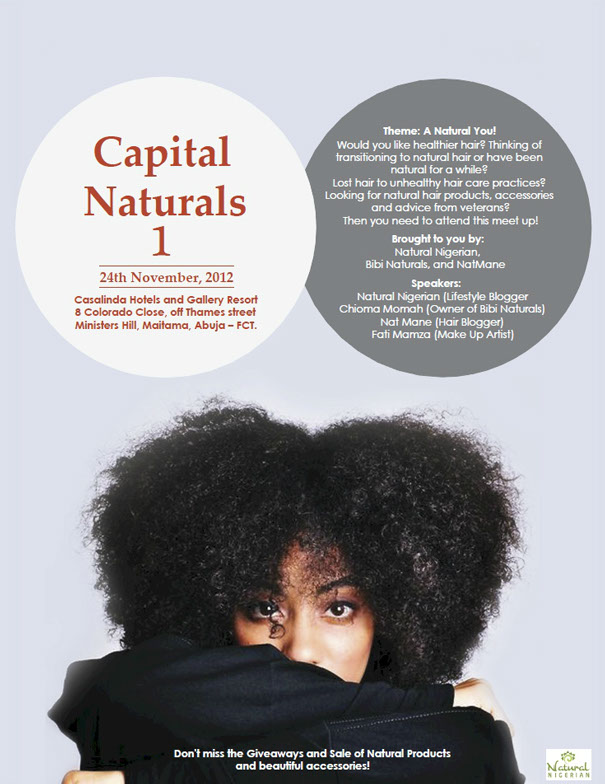 Capital
Naturals
1
24th November, 2012
Casalinda Hotels and Gallery Resort
8 Colorado Close, off Thames street
Ministers Hill, Maitama, Abuja – FCT.
Theme: A Natural You!
Would you like healthier hair? Thinking of
transitioning to natural hair or have been
natural for a while?
Lost hair to unhealthy hair care practices?
Looking for natural hair products, accessories
and advice from veterans?
Then you need to attend this meet up!
Brought to you by:
Natural Nigerian,
Bibi Naturals, and NatMane
Speakers:
Natural Nigerian (Lifestyle Blogger
Chioma Momah (Owner of Bibi Naturals)
Nat Mane (Hair Blogger)
Fati Mamza (Make Up Artist)
Don't miss the Giveaways and Sale of Natural Products
and beautiful accessories!
Natural
NIGERIAN